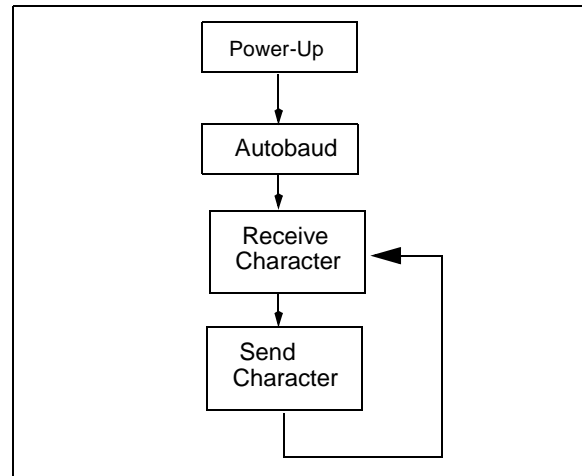 Power-Up
Autobaud
Receive
Character
Send
Character